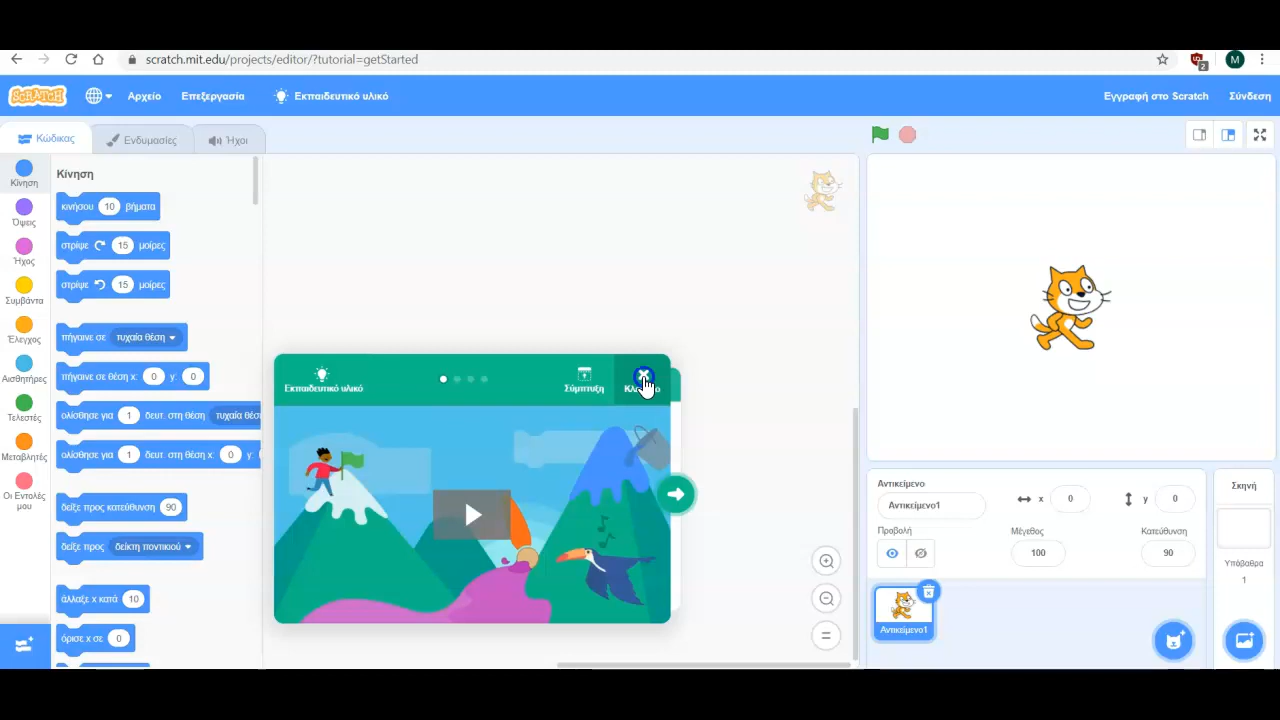 scratch.mit.edu/projects/editor/?tutorial=getStarted
2
M
SCRATCH
Αρχείο
Επεξεργασία
Εκπαιδευτικό υλικό
Εγγραφή στο Scratch
Σύνδεση
Κώδικας
Ενδυμασίες
Ήχοι
Κίνηση
Όψεις
Ήχος
Συμβάντα
Έλεγχος
Αισθητήρες
Τελεστές
Μεταβλητές
Οι Εντολές
μου
Κίνηση
κινήσου 10 βήματα
στρίψε 15 μοίρες
στρίψε 15 μοίρες
πήγαινε σε τυχαία θέση
πήγαινε σε θέση x: 0 y: 0
ολίσθησε για 1 δευτ. στη θέση τυχαία θέσ
ολίσθησε για 1 δευτ. στη θέση x: 0 y:
δείξε προς κατεύθυνση 90
δείξε προς δείκτη ποντικιού
άλλαξε x κατά 10
όρισε x σε 0
Εκπαιδευτικό υλικό
Σύμπτυξη
Αντικείμενο
Αντικείμενο1
x 0
y 0
Προβολή
Μέγεθος
100
Κατεύθυνση
90
Αντικείμενο1
Σκηνή
Υπόβαθρα
1